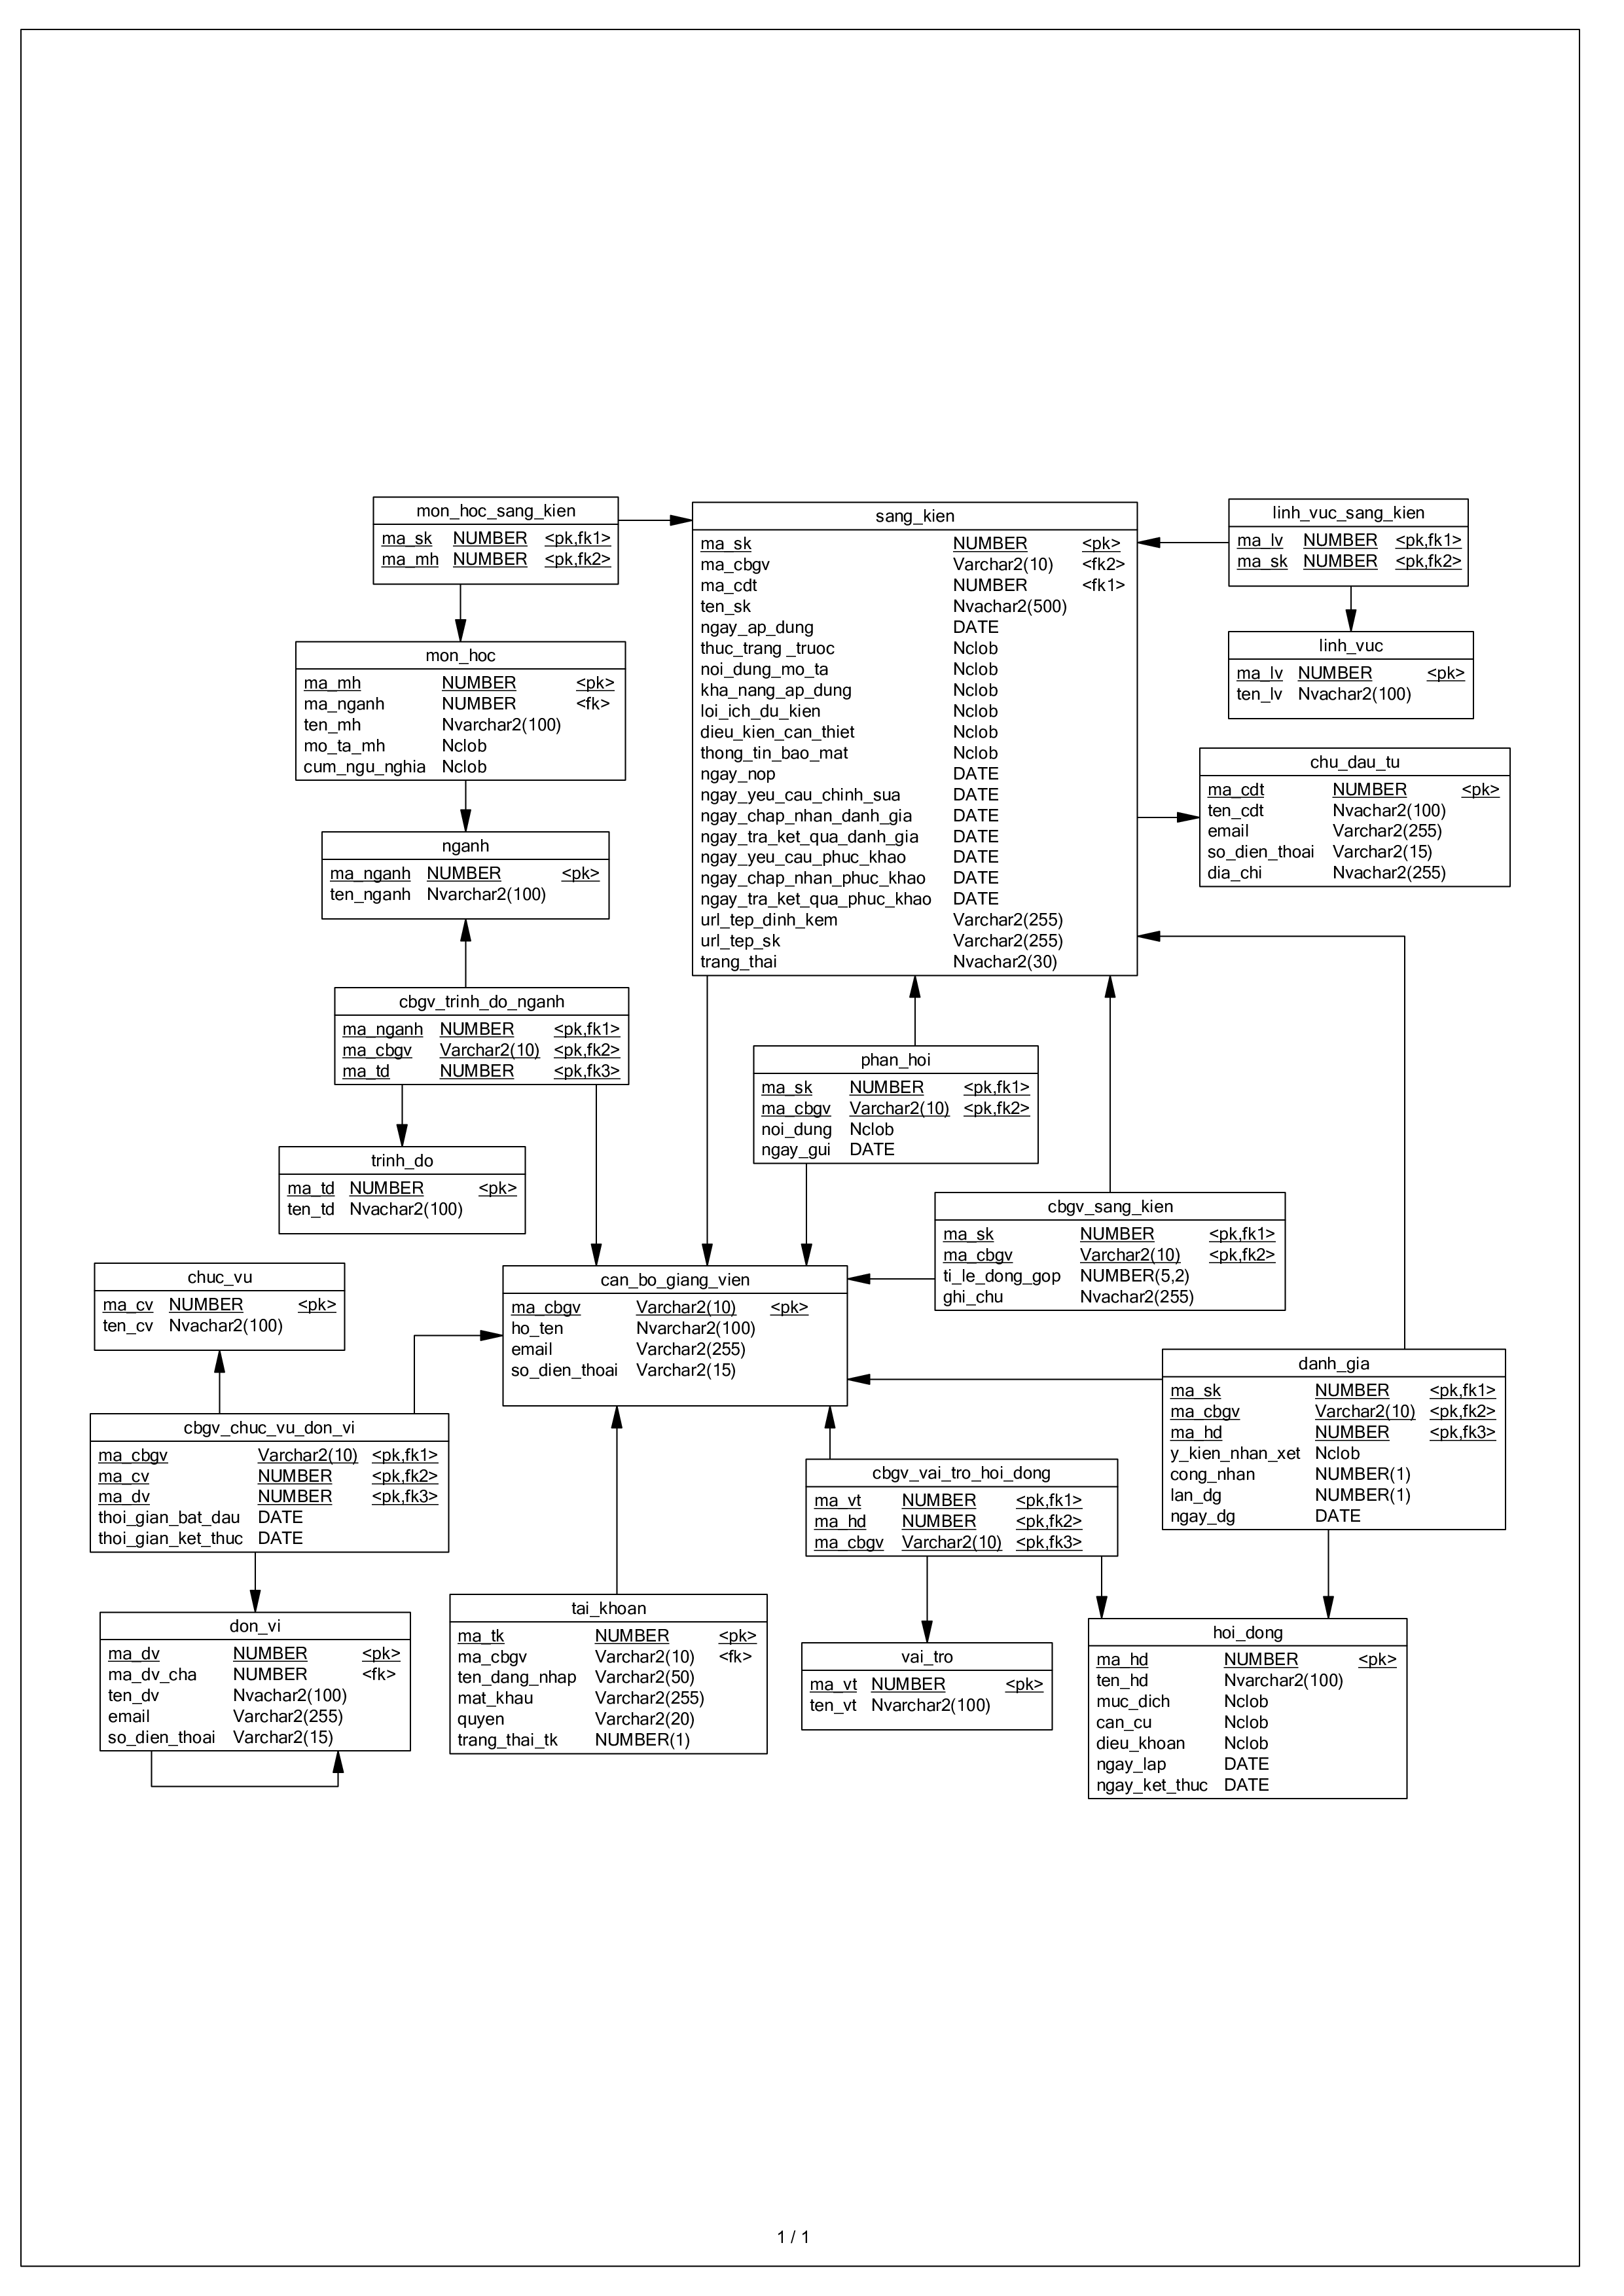 mon_hoc_sang_kien
ma_sk NUMBER <pk,fk1>
ma_mh NUMBER <pk,fk2>
sang_kien
ma_sk NUMBER <pk>
ma_cbgv Varchar2(10) <fk2>
ma_cdt NUMBER <fk1>
ten_sk Nvachar2(500)
ngay_ap_dung DATE
thuc_trang _truoc Nclob
noi_dung_mo_ta Nclob
kha_nang_ap_dung Nclob
loi_ich_du_kien Nclob
dieu_kien_can_thiet Nclob
thong_tin_bao_mat Nclob
ngay_nop DATE
ngay_yeu_cau_chinh_sua DATE
ngay_chap_nhan_danh_gia DATE
ngay_tra_ket_qua_danh_gia DATE
ngay_yeu_cau_phuc_khao DATE
ngay_chap_nhan_phuc_khao DATE
ngay_tra_ket_qua_phuc_khao DATE
url_tep_dinh_kem Varchar2(255)
url_tep_sk Varchar2(255)
trang_thai Nvachar2(30)
linh_vuc_sang_kien
ma_lv NUMBER <pk,fk1>
ma_sk NUMBER <pk,fk2>
linh_vuc
ma_lv NUMBER <pk>
ten_lv Nvachar2(100)
mon_hoc
ma_mh NUMBER <pk>
ma_nganh NUMBER <fk>
ten_mh Nvarchar2(100)
mo_ta_mh Nclob
cum_ngu_nghia Nclob
chu_dau_tu
ma_cdt NUMBER <pk>
ten_cdt Nvachar2(100)
email Varchar2(255)
so_dien_thoai Varchar2(15)
dia_chi Nvachar2(255)
nganh
ma_nganh NUMBER <pk>
ten_nganh Nvarchar2(100)
cbgv_trinh_do_nganh
ma_nganh NUMBER <pk,fk1>
ma_cbgv Varchar2(10) <pk,fk2>
ma_td NUMBER <pk,fk3>
phan_hoi
ma_sk NUMBER <pk,fk1>
ma_cbgv Varchar2(10) <pk,fk2>
noi_dung Nclob
ngay_gui DATE
trinh_do
ma_td NUMBER <pk>
ten_td Nvachar2(100)
cbgv_sang_kien
ma_sk NUMBER <pk,fk1>
ma_cbgv Varchar2(10) <pk,fk2>
ti_le_dong_gop NUMBER(5,2)
ghi_chu Nvachar2(255)
chuc_vu
ma_cv NUMBER <pk>
ten_cv Nvachar2(100)
can_bo_giang_vien
ma_cbgv Varchar2(10) <pk>
ho_ten Nvarchar2(100)
email Varchar2(255)
so_dien_thoai Varchar2(15)
danh_gia
ma_sk NUMBER <pk,fk1>
ma_cbgv Varchar2(10) <pk,fk2>
ma_hd NUMBER <pk,fk3>
y_kien_nhan_xet Nclob
cong_nhan NUMBER(1)
lan_dg NUMBER(1)
ngay_dg DATE
cbgv_chuc_vu_don_vi
ma_cbgv Varchar2(10) <pk,fk1>
ma_cv NUMBER <pk,fk2>
ma_dv NUMBER <pk,fk3>
thoi_gian_bat_dau DATE
thoi_gian_ket_thuc DATE
cbgv_vai_tro_hoi_dong
ma_vt NUMBER <pk,fk1>
ma_hd NUMBER <pk,fk2>
ma_cbgv Varchar2(10) <pk,fk3>
don_vi
ma_dv NUMBER <pk>
ma_dv_cha NUMBER <fk>
ten_dv Nvachar2(100)
email Varchar2(255)
so_dien_thoai Varchar2(15)
tai_khoan
ma_tk NUMBER <pk>
ma_cbgv Varchar2(10) <fk>
ten_dang_nhap Varchar2(50)
mat_khau Varchar2(255)
quyen Varchar2(20)
trang_thai_tk NUMBER(1)
vai_tro
ma_vt NUMBER <pk>
ten_vt Nvarchar2(100)
hoi_dong
ma_hd NUMBER <pk>
ten_hd Nvarchar2(100)
muc_dich Nclob
can_cu Nclob
dieu_khoan Nclob
ngay_lap DATE
ngay_ket_thuc DATE
1 / 1